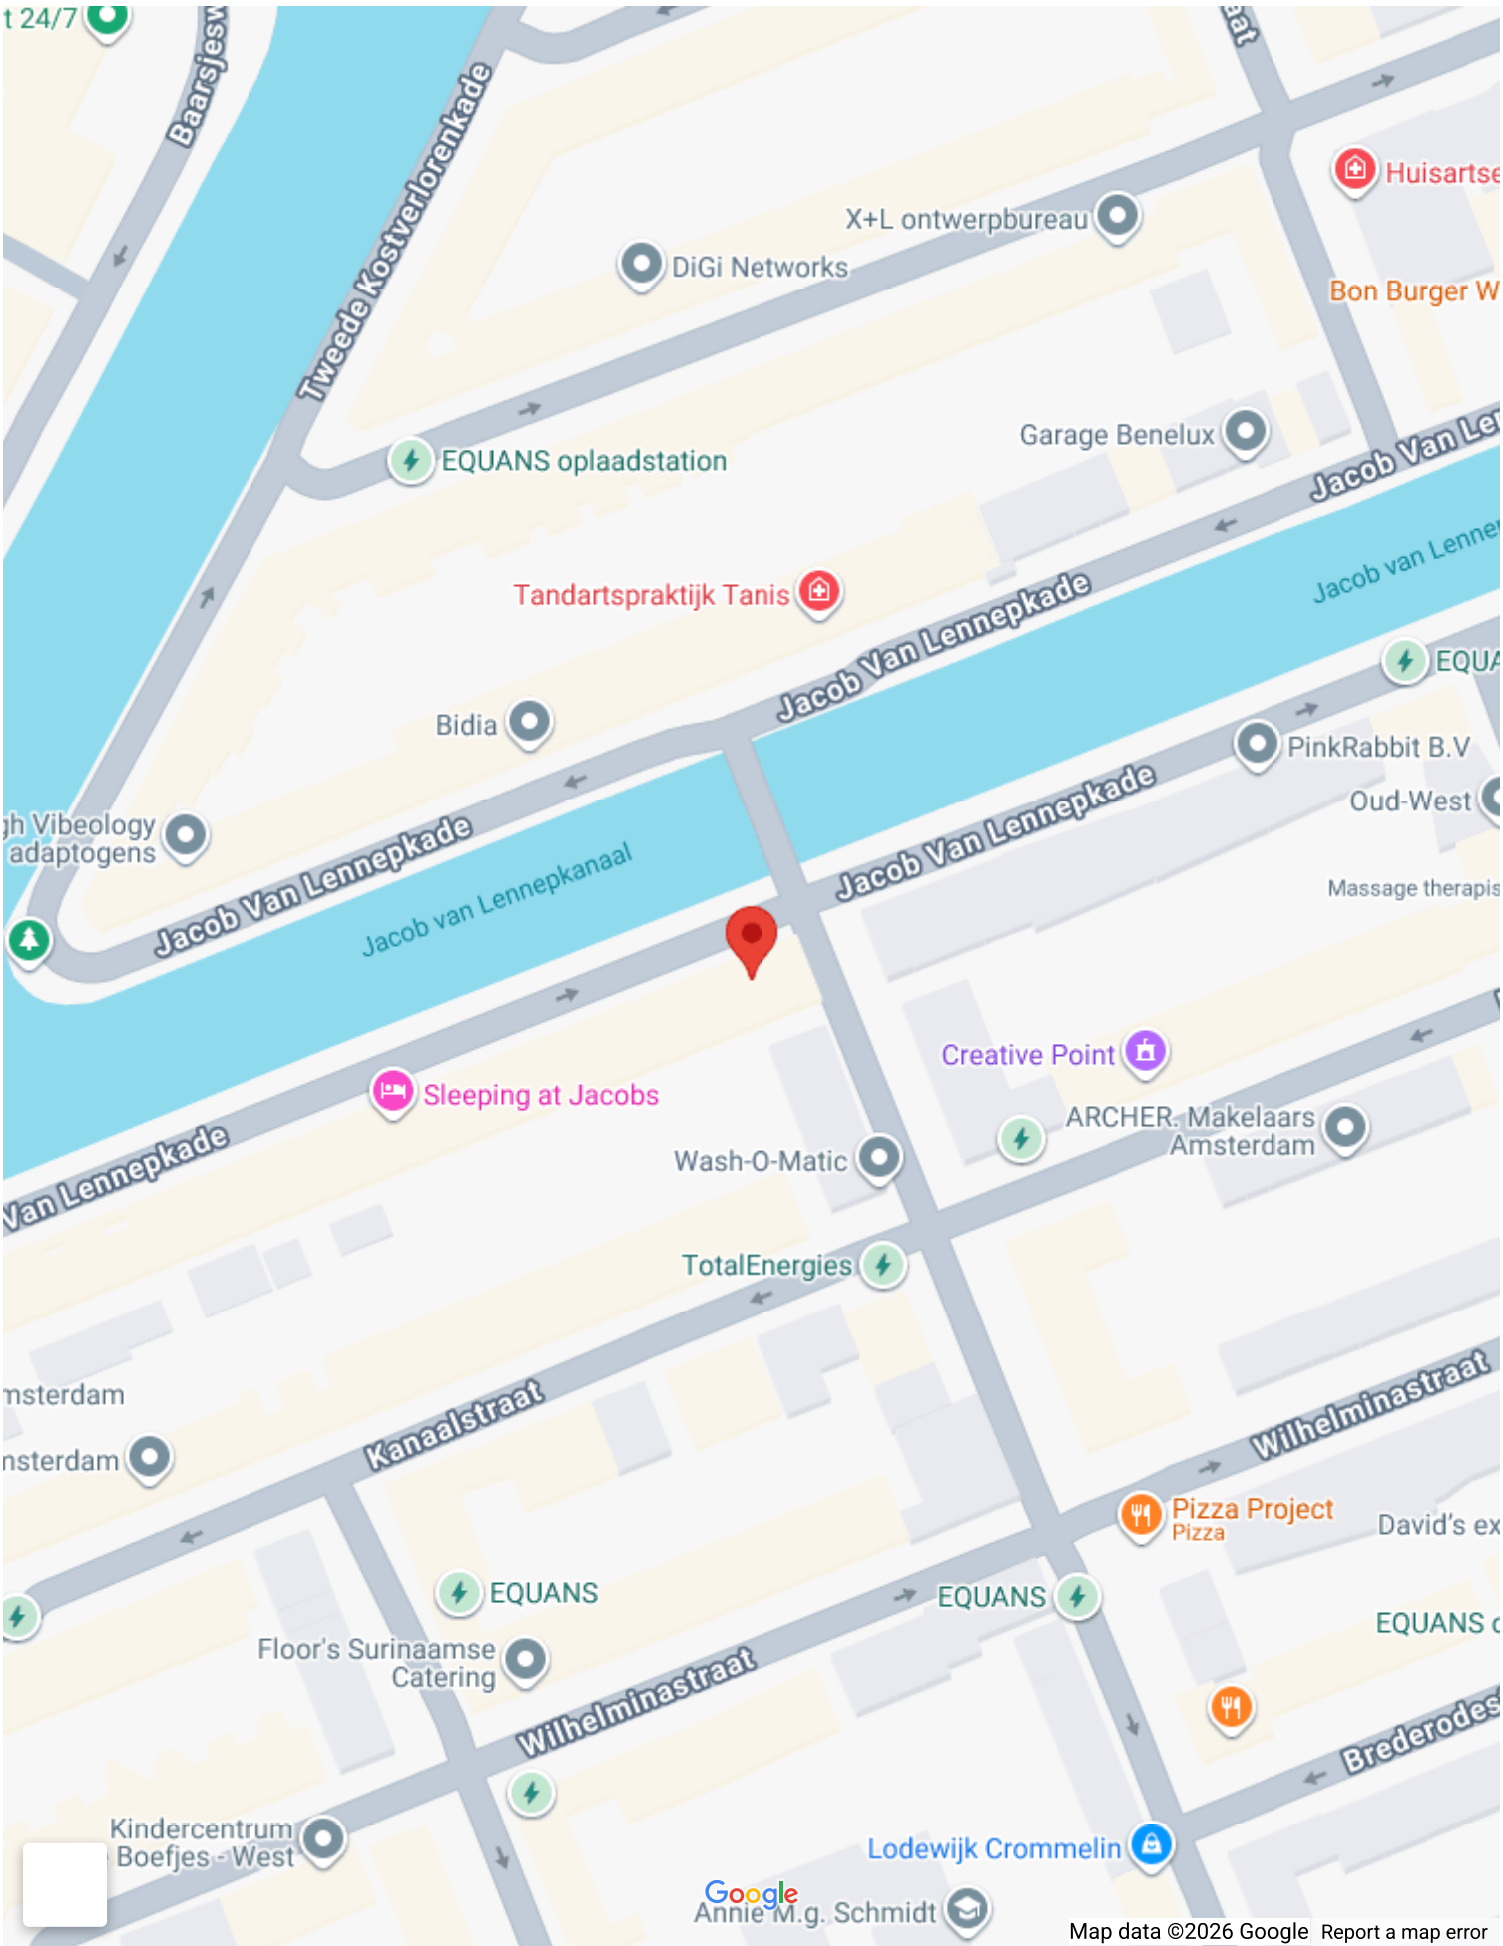 t 24/7
Baarsjesw
aat
Tweede Kostverlorenkade
Huisartse
X+L ontwerpbureau
DiGi Networks
Bon Burger W
Garage Benelux
EQUANS oplaadstation
Jacob Van Ler
Jacob van Lenne
Tandartspraktijk Tanis
Jacob Van Lennepkade
EQUA
Bidia
PinkRabbit B.V
Jacob Van Lennepkade
Oud-West
gh Vibeology
adaptogens
Jacob Van Lennepkade
Jacob van Lennepkanaal
Massage therapis
Creative Point
Sleeping at Jacobs
ARCHER. Makelaars
Amsterdam
Van Lennepkade
Wash-O-Matic
TotalEnergies
msterdam
Kanaalstraat
Wilhelminastraat
msterdam
Pizza Project
Pizza
David's ex
EQUANS
EQUANS
EQUANS o
Floor's Surinaamse
Catering
Wilhelminastraat
Brederodes
Kindercentrum
Boefjes - West
Lodewijk Crommelin
Google
Annie M.g. Schmidt
Map data ©2026 Google
Report a map error